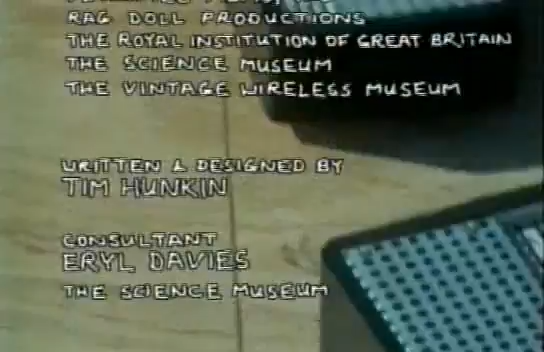 RAG DOLL PRODUCTIONS
THE ROYAL INSTITUTION OF GREAT BRITAIN
THE SCIENCE MUSEUM
THE VINTAGE WIRELESS MUSEUM
WRITTEN & DESIGNED BY
TIM HUNKIN
CONSULTANT
ERYL DAVIES
THE SCIENCE MUSEUM